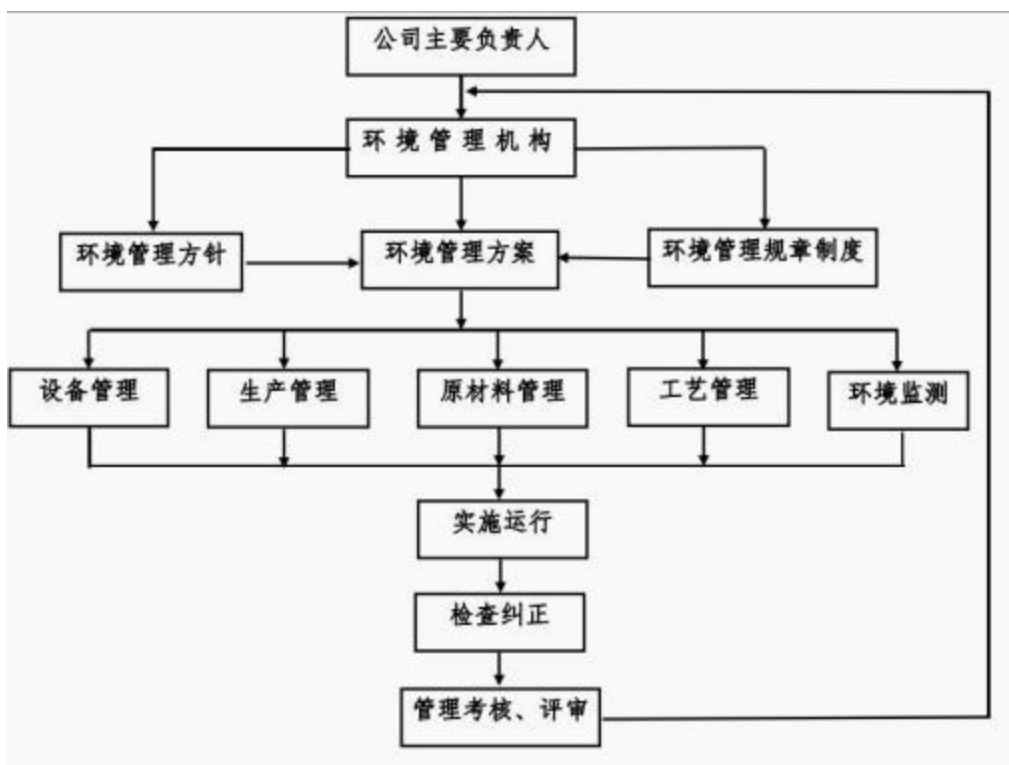 公司主要负责人
环境管理机构
环境管理方针
环境管理方案
环境管理规章制度
设备管理
生产管理
原材料管理
工艺管理
环境监测
实施运行
检查纠正
管理考核、评审